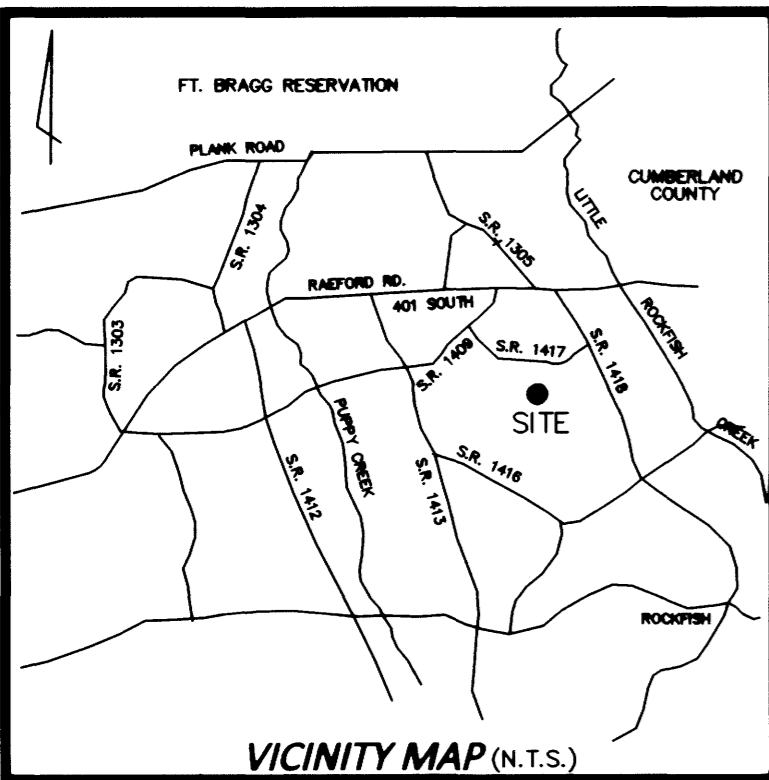 FT. BRAGG RESERVATION
PLANK ROAD
CUMBERLAND
COUNTY
LITTLE
S.R. 1304
S.R. 1305
RAEFORD RD.
401 SOUTH
ROCKFISH
S.R. 1303
S.R. 1409
S.R. 1417
S.R. 1418
SITE
PUPPY CREEK
CREEK
S.R. 1412
S.R. 1413
S.R. 1416
ROCKFISH
VICINITY MAP (N.T.S.)